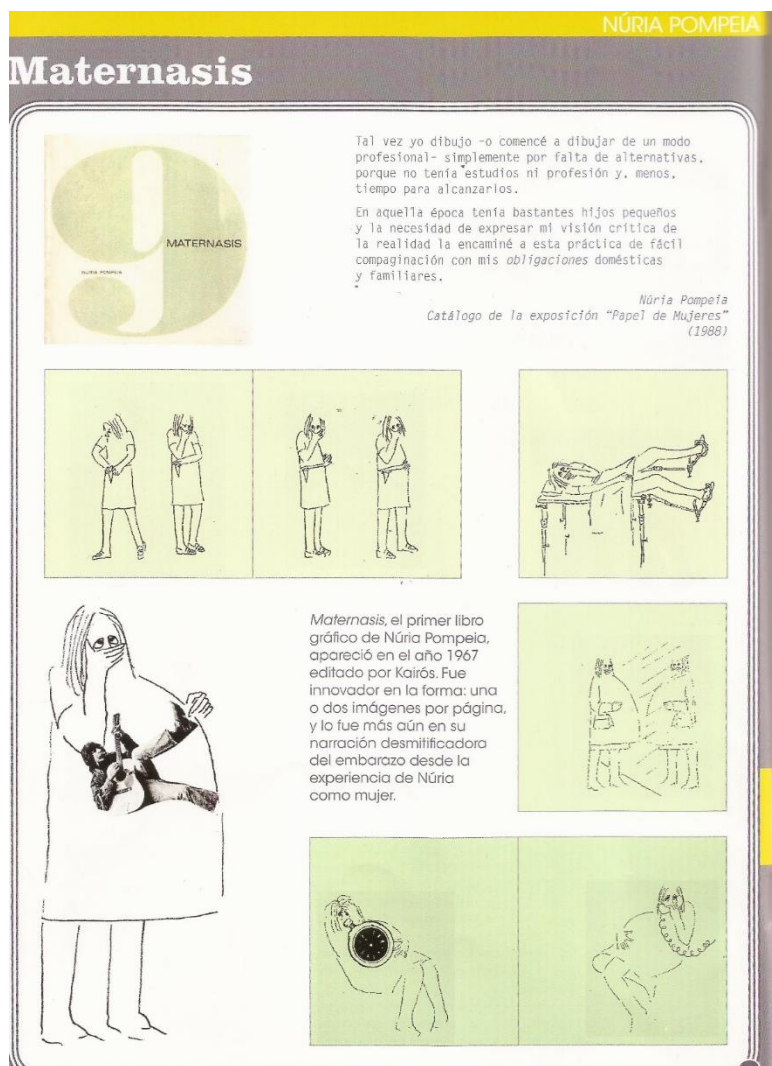 NÚRIA POMPEIA
Maternasis
MATERNASIS
NÚRIA POMPEIA
Tal vez yo dibujo -o comencé a dibujar de un modo
profesional- simplemente por falta de alternativas,
porque no tenía estudios ni profesión y, menos,
tiempo para alcanzarlos.
En aquella época tenía bastantes hijos pequeños
y la necesidad de expresar mi visión crítica de
la realidad la encaminé a esta práctica de fácil
compaginación con mis obligaciones domésticas
y familiares.
Núria Pompeia
Catálogo de la exposición "Papel de Mujeres"
(1988)
Maternasis, el primer libro
gráfico de Núria Pompeia,
apareció en el año 1967
editado por Kairós. Fue
innovador en la forma: una
o dos imágenes por página,
y lo fue más aún en su
narración desmitificadora
del embarazo desde la
experiencia de Núria
como mujer.